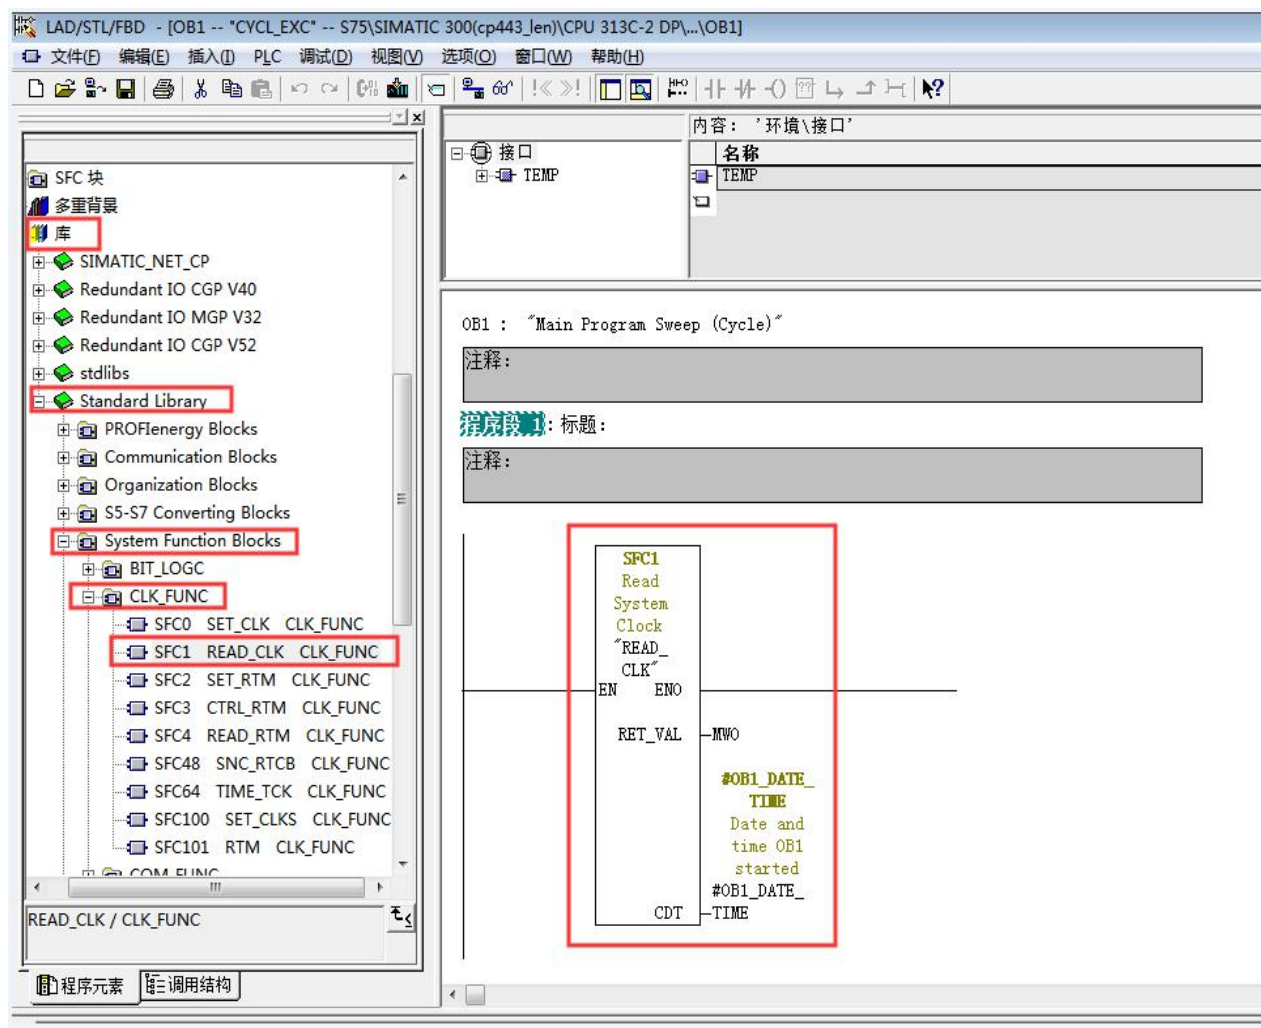 LAD/STL/FBD - [OB1 -- "CYCL_EXC" -- S75\SIMATIC 300(cp443_len)\CPU 313C-2 DP\...\OB1]
文件(F) 编辑(E) 插入(I) PLC 调试(D) 视图(V) 选项(O) 窗口(W) 帮助(H)
SFC 块
多重背景
库
SIMATIC_NET_CP
Redundant IO CGP V40
Redundant IO MGP V32
Redundant IO CGP V52
stdlibs
Standard Library
PROFIenergy Blocks
Communication Blocks
Organization Blocks
S5-S7 Converting Blocks
System Function Blocks
BIT_LOGC
CLK_FUNC
SFC0 SET_CLK CLK_FUNC
SFC1 READ_CLK CLK_FUNC
SFC2 SET_RTM CLK_FUNC
SFC3 CTRL_RTM CLK_FUNC
SFC4 READ_RTM CLK_FUNC
SFC48 SNC_RTCB CLK_FUNC
SFC64 TIME_TCK CLK_FUNC
SFC100 SET_CLKS CLK_FUNC
SFC101 RTM CLK_FUNC
COM_FUNC
READ_CLK / CLK_FUNC
程序元素 调用结构
内容： '环境\接口'
接口
TEMP
名称
TEMP
OB1 : "Main Program Sweep (Cycle)"
注释：
程序段 1：标题：
注释：
SFC1
Read
System
Clock
"READ_
CLK"
EN ENO
RET_VAL MW0
#OB1_DATE_
TIME
Date and
time OB1
started
#OB1_DATE_
CDT TIME